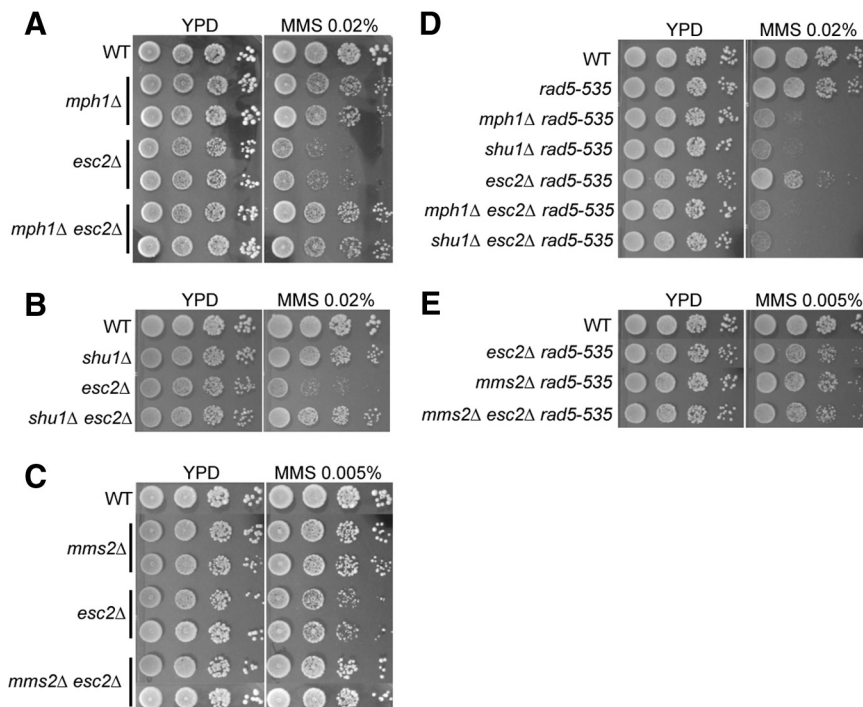 A
YPD MMS 0.02%
WT
mph1Δ
esc2Δ
mph1Δ esc2Δ
B
YPD MMS 0.02%
WT
shu1Δ
esc2Δ
shu1Δ esc2Δ
C
YPD MMS 0.005%
WT
mms2Δ
esc2Δ
mms2Δ esc2Δ
D
YPD MMS 0.02%
WT
rad5-535
mph1Δ rad5-535
shu1Δ rad5-535
esc2Δ rad5-535
mph1Δ esc2Δ rad5-535
shu1Δ esc2Δ rad5-535
E
YPD MMS 0.005%
WT
esc2Δ rad5-535
mms2Δ rad5-535
mms2Δ esc2Δ rad5-535